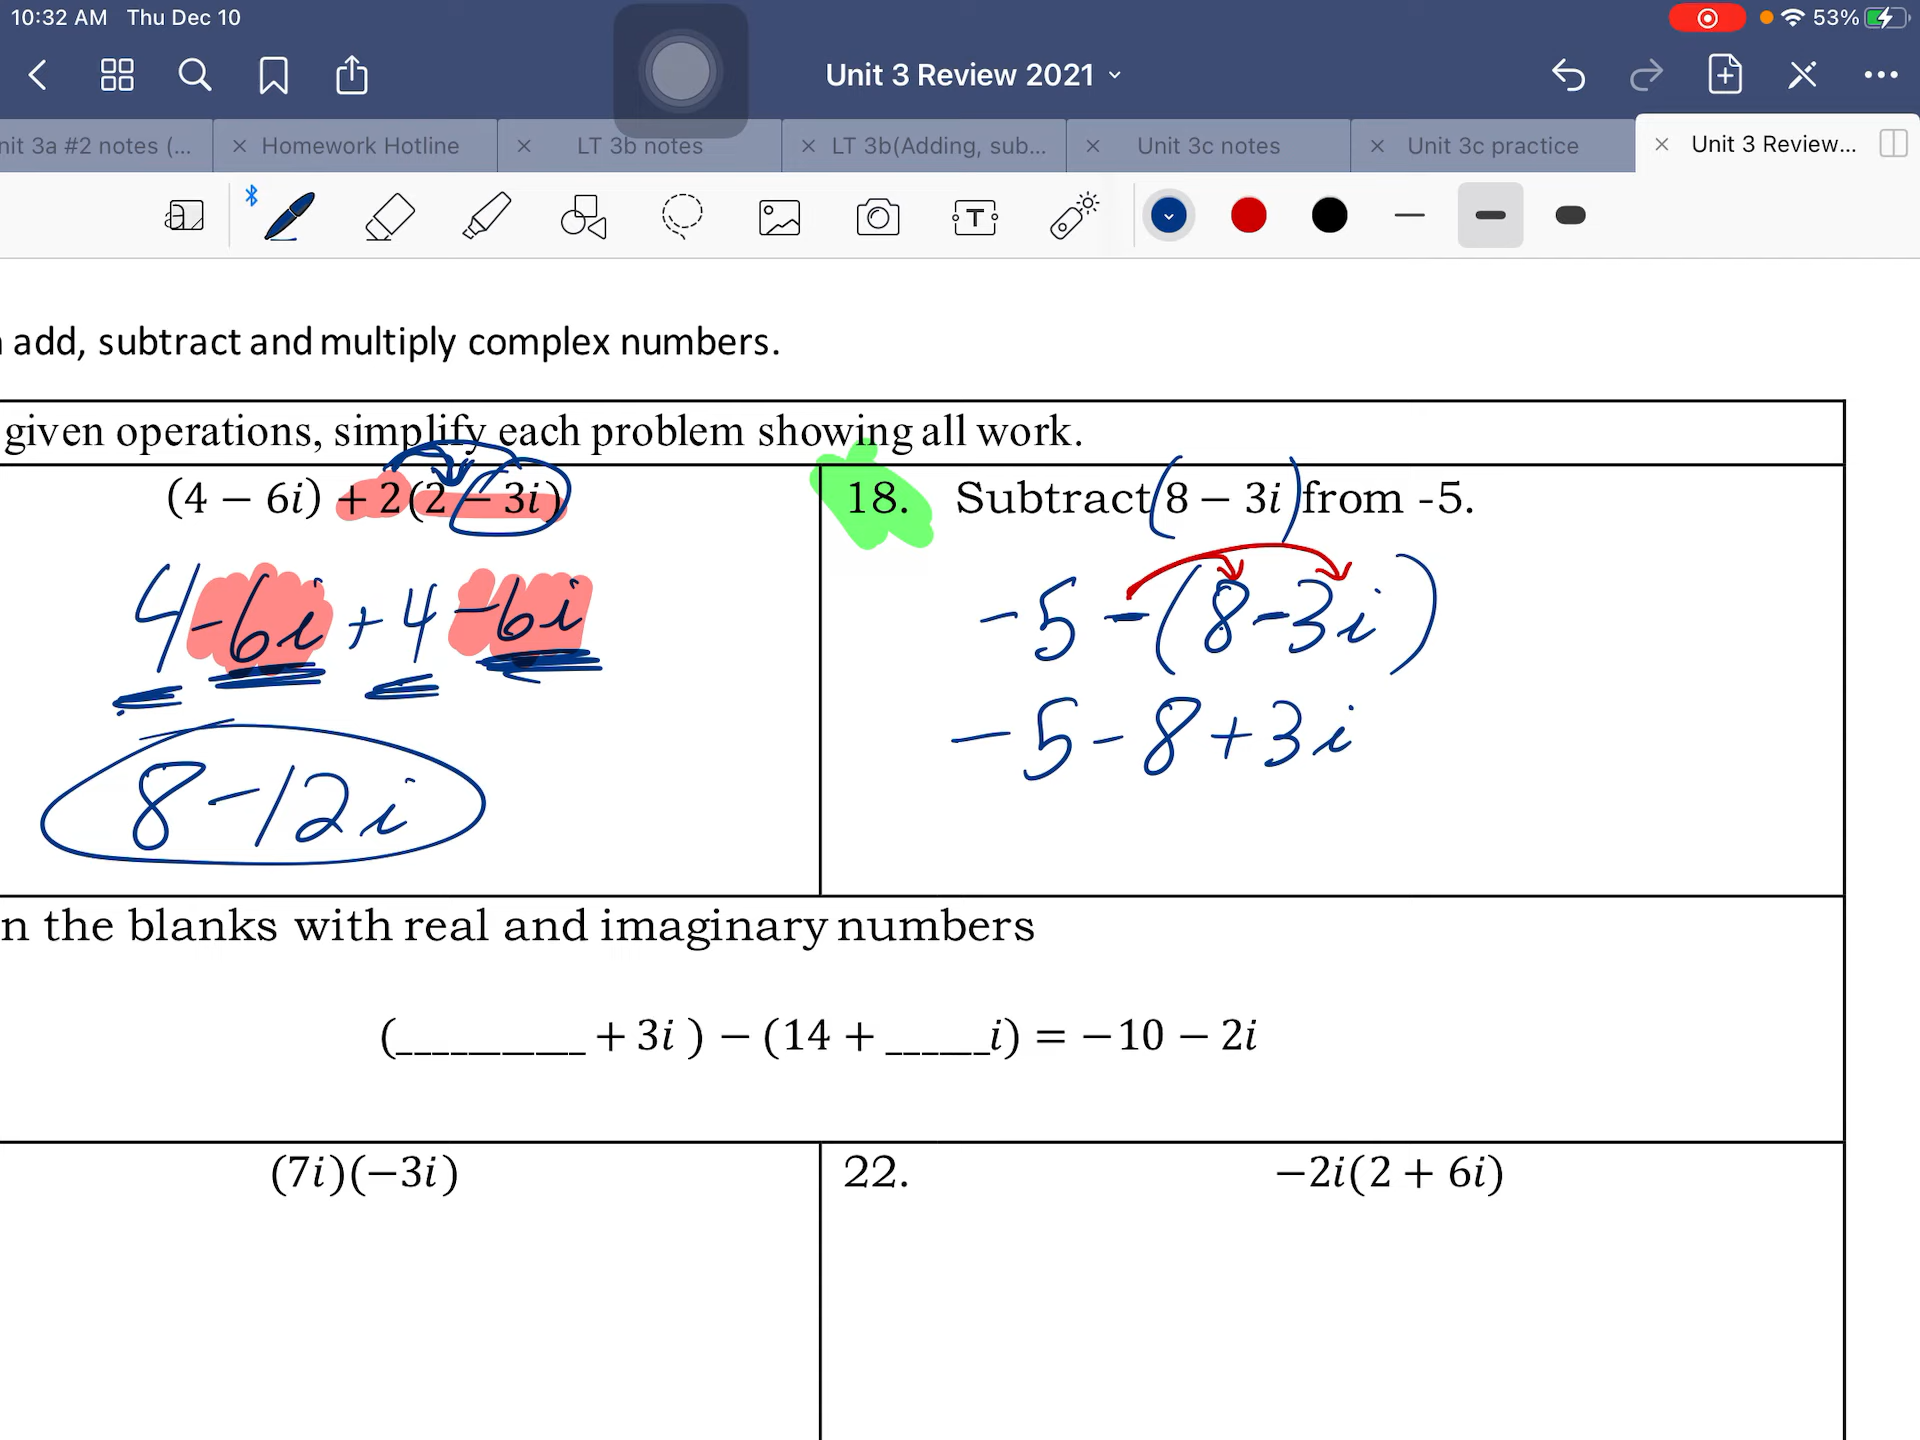 10:32 AM Thu Dec 10 53%
Unit 3 Review 2021
nit 3a #2 notes (... × Homework Hotline × LT 3b notes × LT 3b(Adding, sub... × Unit 3c notes × Unit 3c practice × Unit 3 Review...
add, subtract and multiply complex numbers.
given operations, simplify each problem showing all work.
(4 − 6i) + 2(2 − 3i)
4 - 6i + 4 - 6i
8 - 12i
18. Subtract (8 − 3i) from -5.
-5 - (8 - 3i)
-5 - 8 + 3i
n the blanks with real and imaginary numbers
(__________ + 3i ) − (14 + ______i) = −10 − 2i
(7i)(−3i)
22. −2i(2 + 6i)